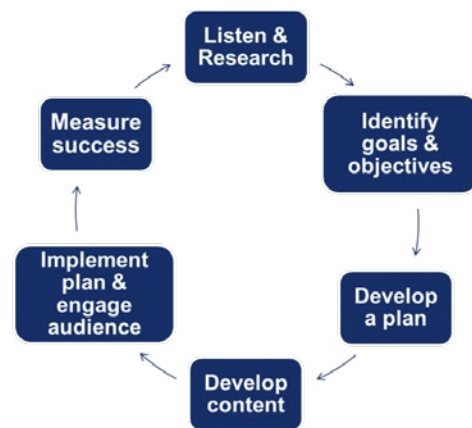 Listen &
Research
Identify
goals &
objectives
Develop
a plan
Develop
content
Implement
plan &
engage
audience
Measure
success